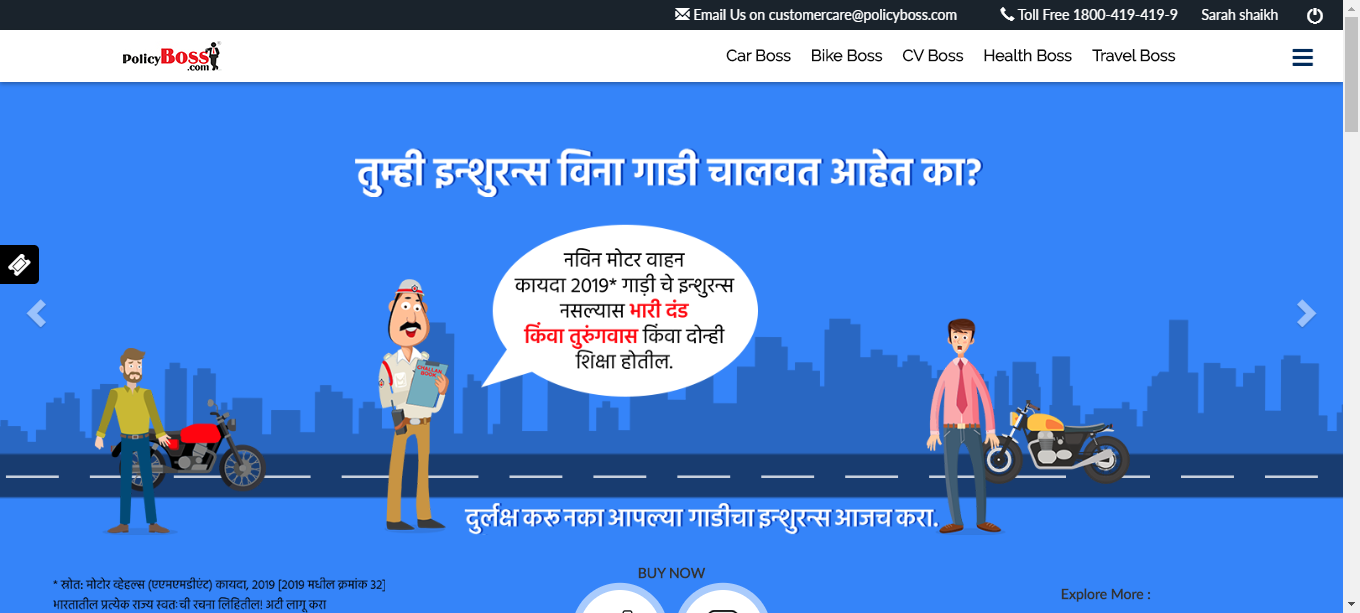 Email Us on customercare@policyboss.com Toll Free 1800-419-419-9 Sarah shaikh
PolicyBoss.com Car Boss Bike Boss CV Boss Health Boss Travel Boss
तुम्ही इन्शुरन्स विना गाडी चालवत आहेत का?
नविन मोटर वाहन
कायदा 2019* गाड़ी चे इन्शुरन्स
नसल्यास भारी दंड
किंवा तुरुंगवास किंवा दोन्ही
शिक्षा होतील.
CHALLAN
BOOK
दुर्लक्ष करू नका आपल्या गाडीचा इन्शुरन्स आजच करा.
BUY NOW
* स्रोत: मोटोर व्हेहल्स (एएमएमडीएंट) कायदा, 2019 [2019 मधील क्रमांक 32]
भारतातील प्रत्येक राज्य स्वतःची रचना लिहितील! अटी लागू करा
Explore More :